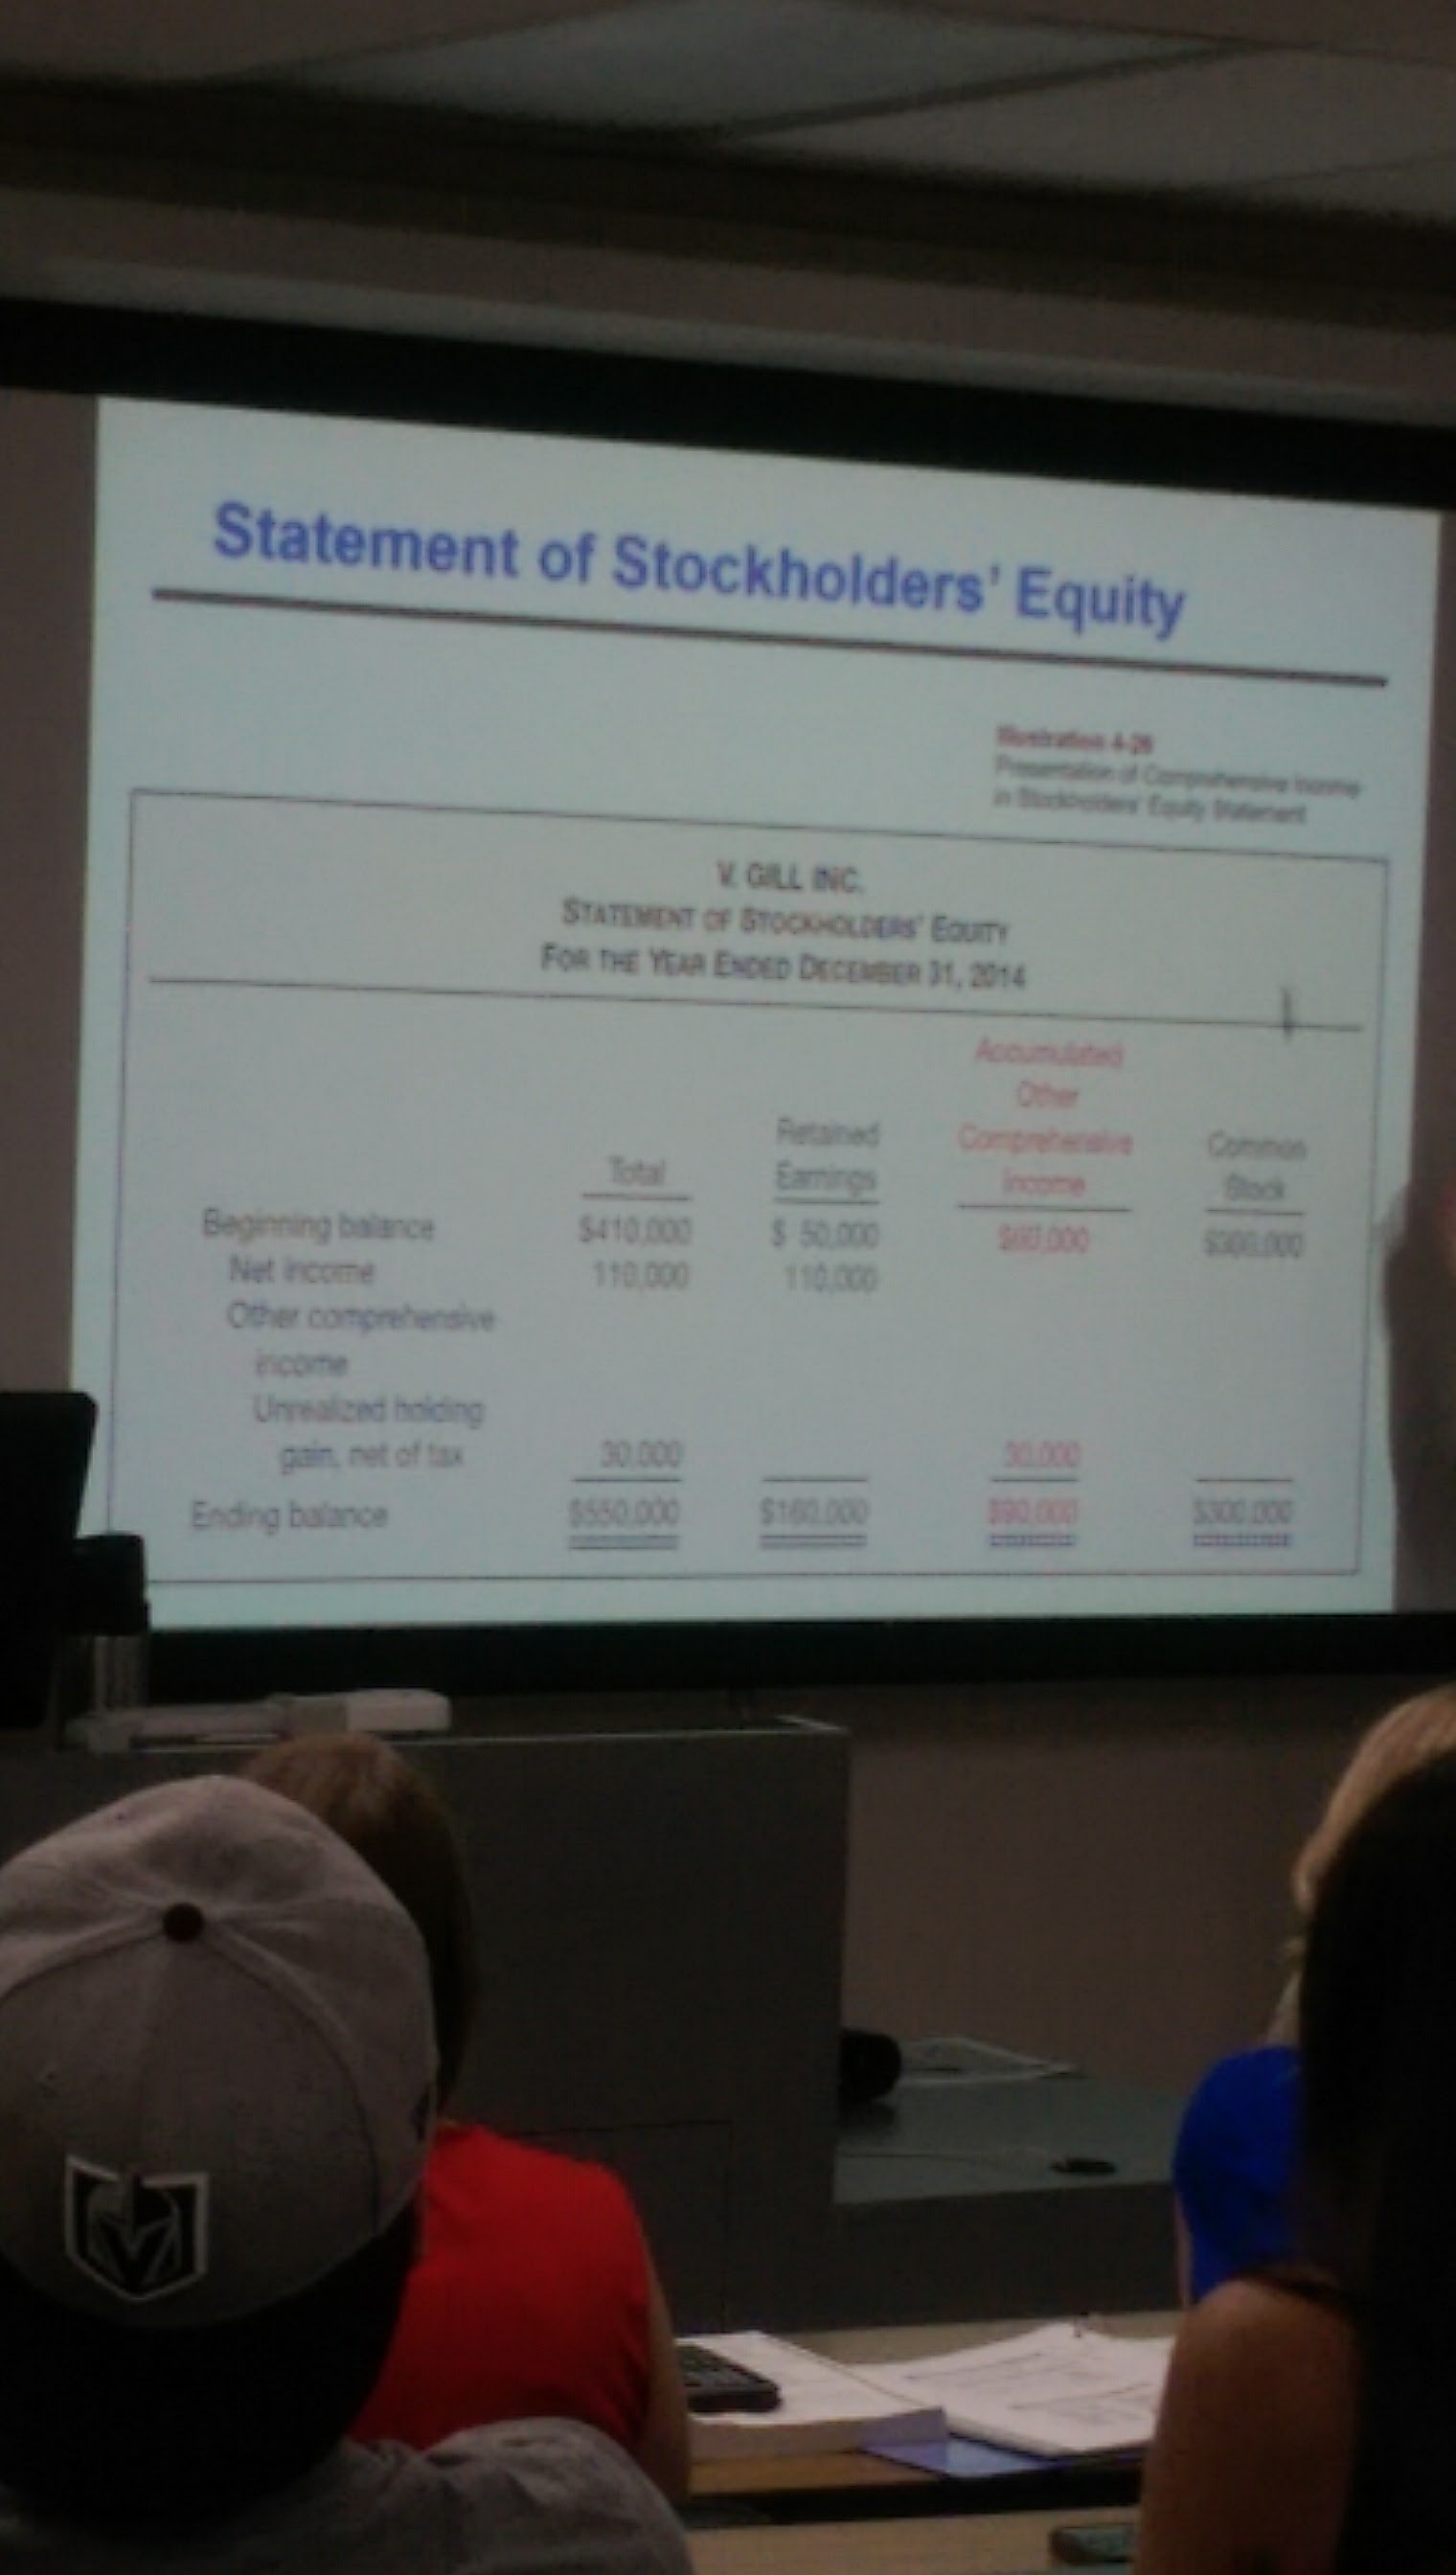 Statement of Stockholders' Equity
Illustration 4-26
Presentation of Comprehensive Income
in Stockholders' Equity Statement
V. GILL INC.
STATEMENT OF STOCKHOLDERS' EQUITY
FOR THE YEAR ENDED DECEMBER 31, 2014
Accumulated
Other
Retained Comprehensive Common
Total Earnings Income Stock
Beginning balance $410,000 $ 50,000 $60,000 $300,000
Net income 110,000 110,000
Other comprehensive
income
Unrealized holding
gain, net of tax 30,000 30,000
Ending balance $550,000 $160,000 $90,000 $300,000